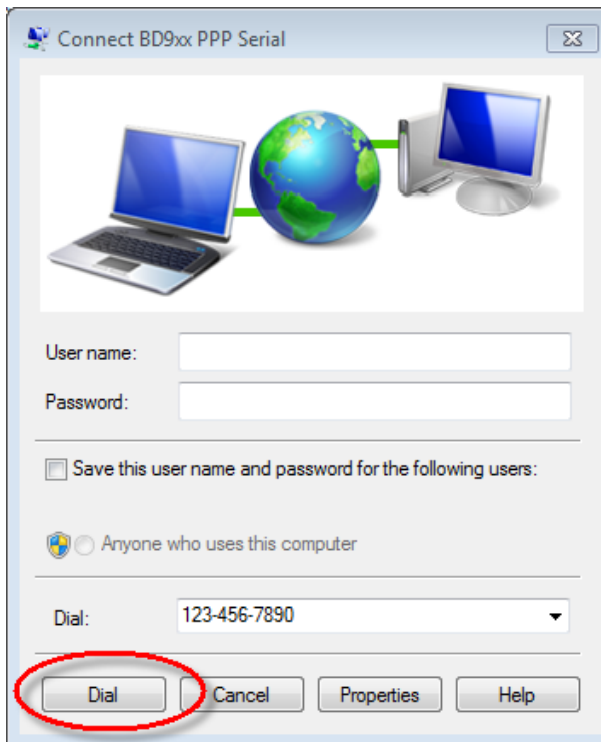 Connect BD9xx PPP Serial
User name:
Password:
Save this user name and password for the following users:
Anyone who uses this computer
Dial: 123-456-7890
Dial Cancel Properties Help